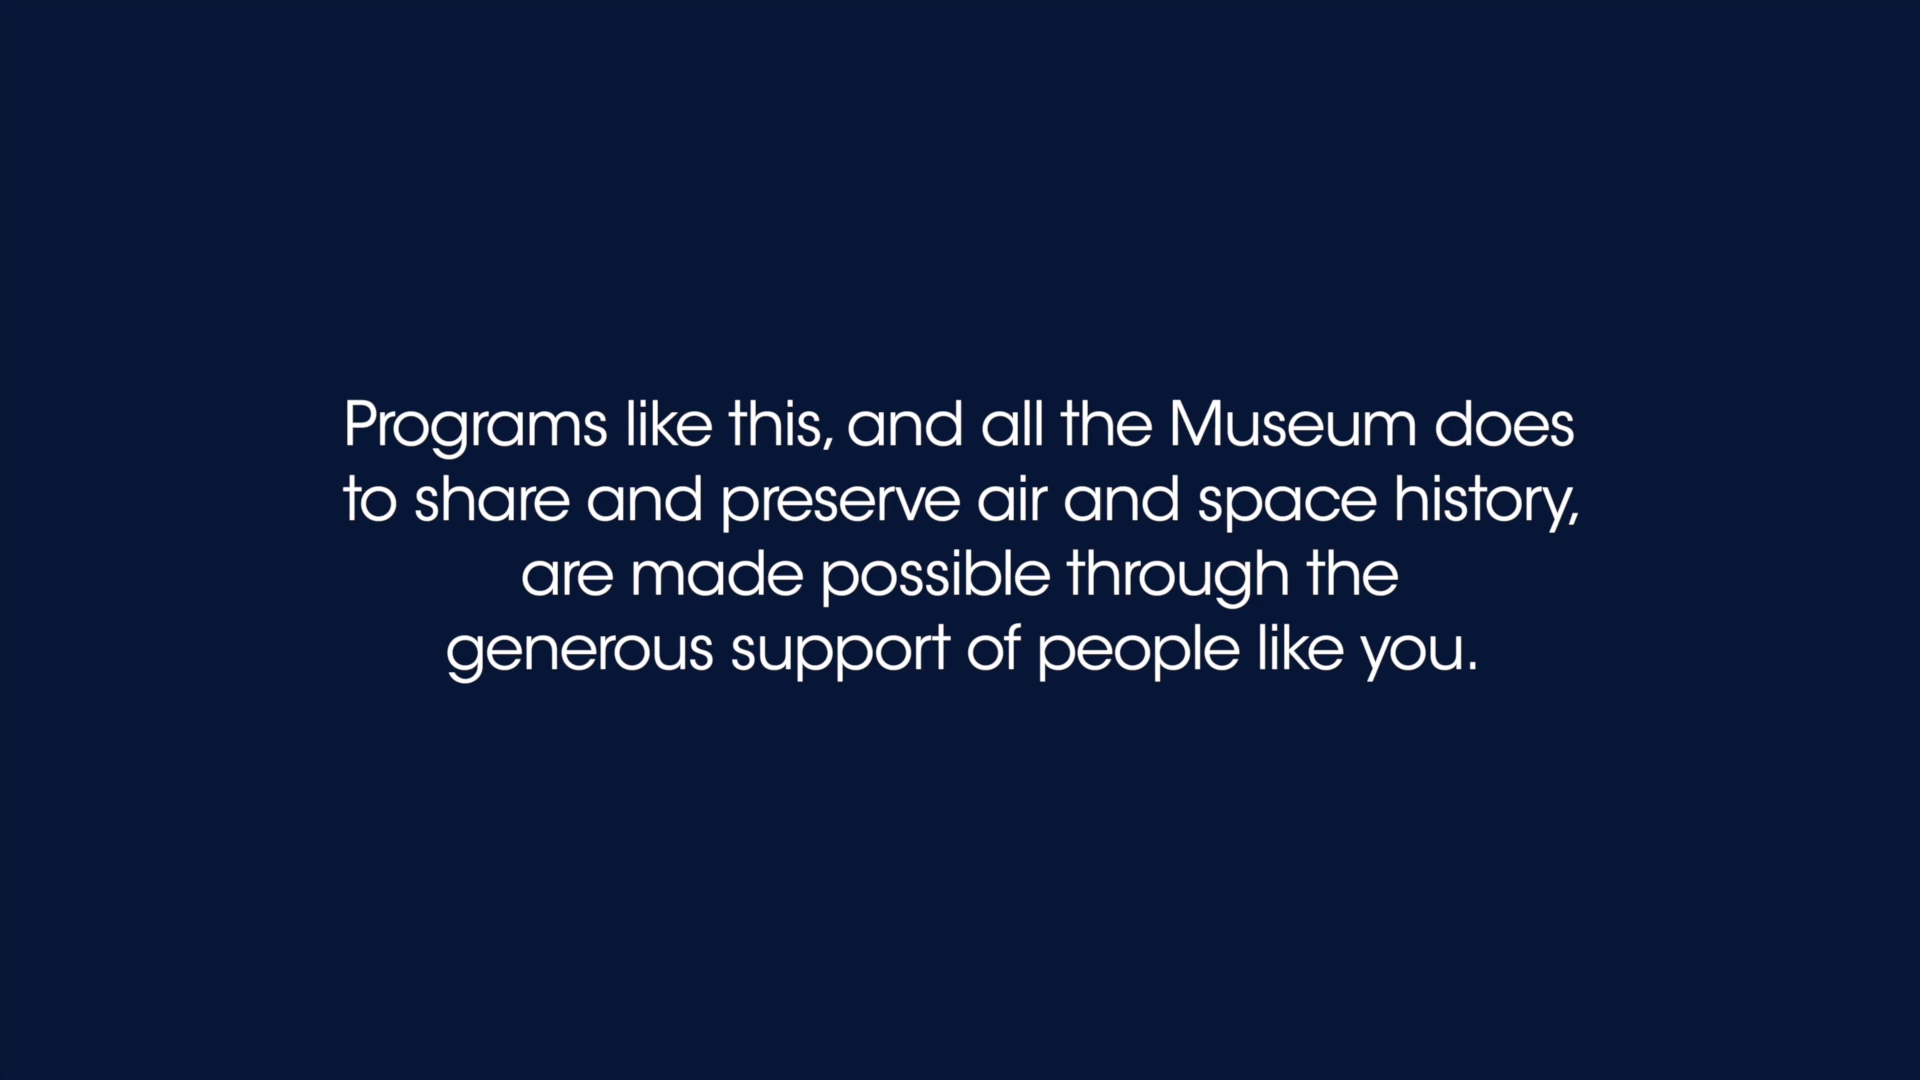 Programs like this, and all the Museum does
to share and preserve air and space history,
are made possible through the
generous support of people like you.